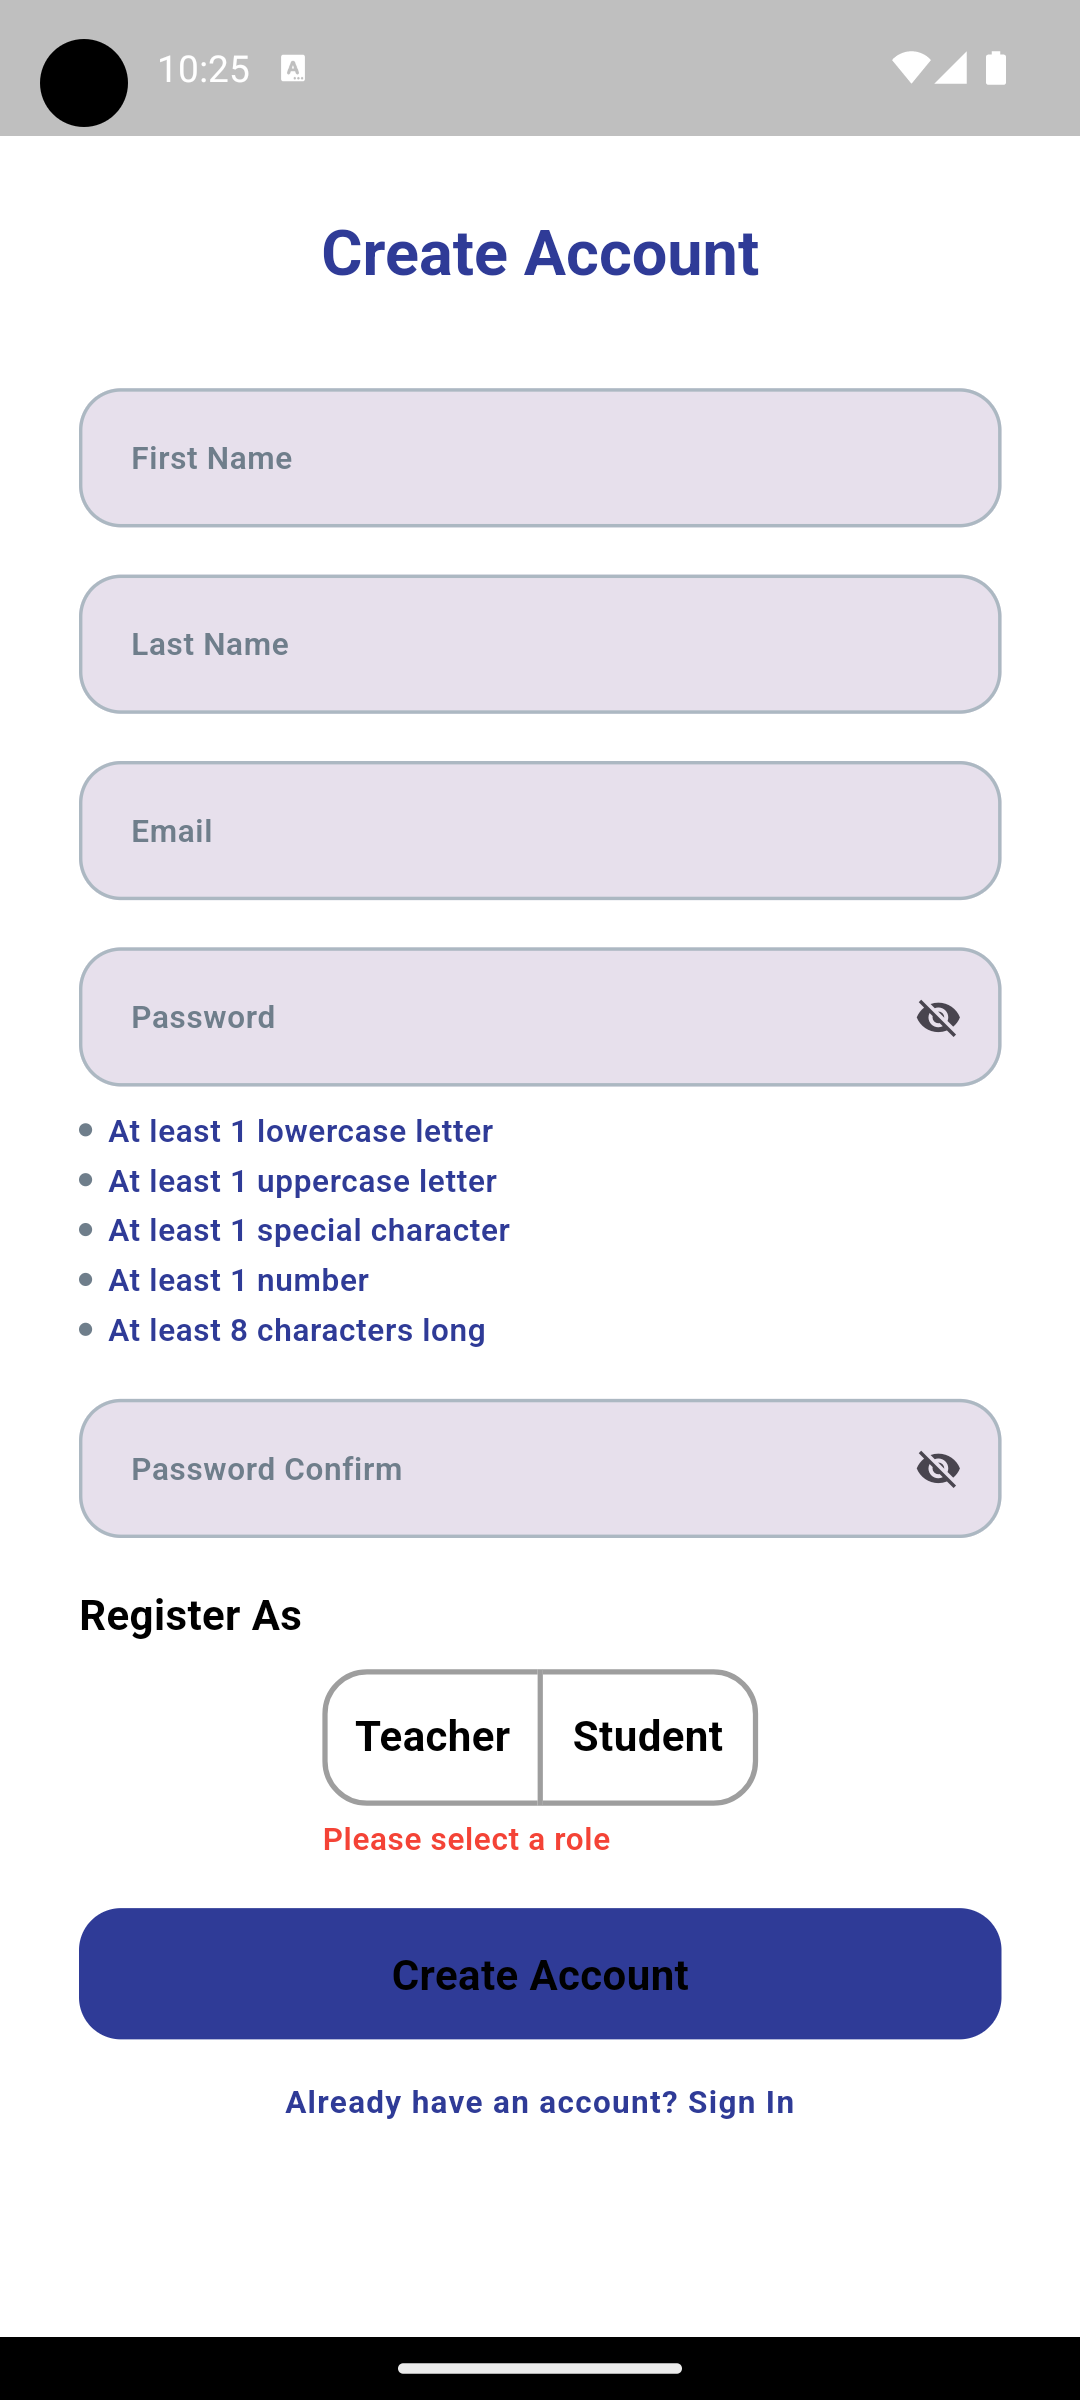 10:25
Create Account
First Name
Last Name
Email
Password
At least 1 lowercase letter
At least 1 uppercase letter
At least 1 special character
At least 1 number
At least 8 characters long
Password Confirm
Register As
Teacher Student
Please select a role
Create Account
Already have an account? Sign In